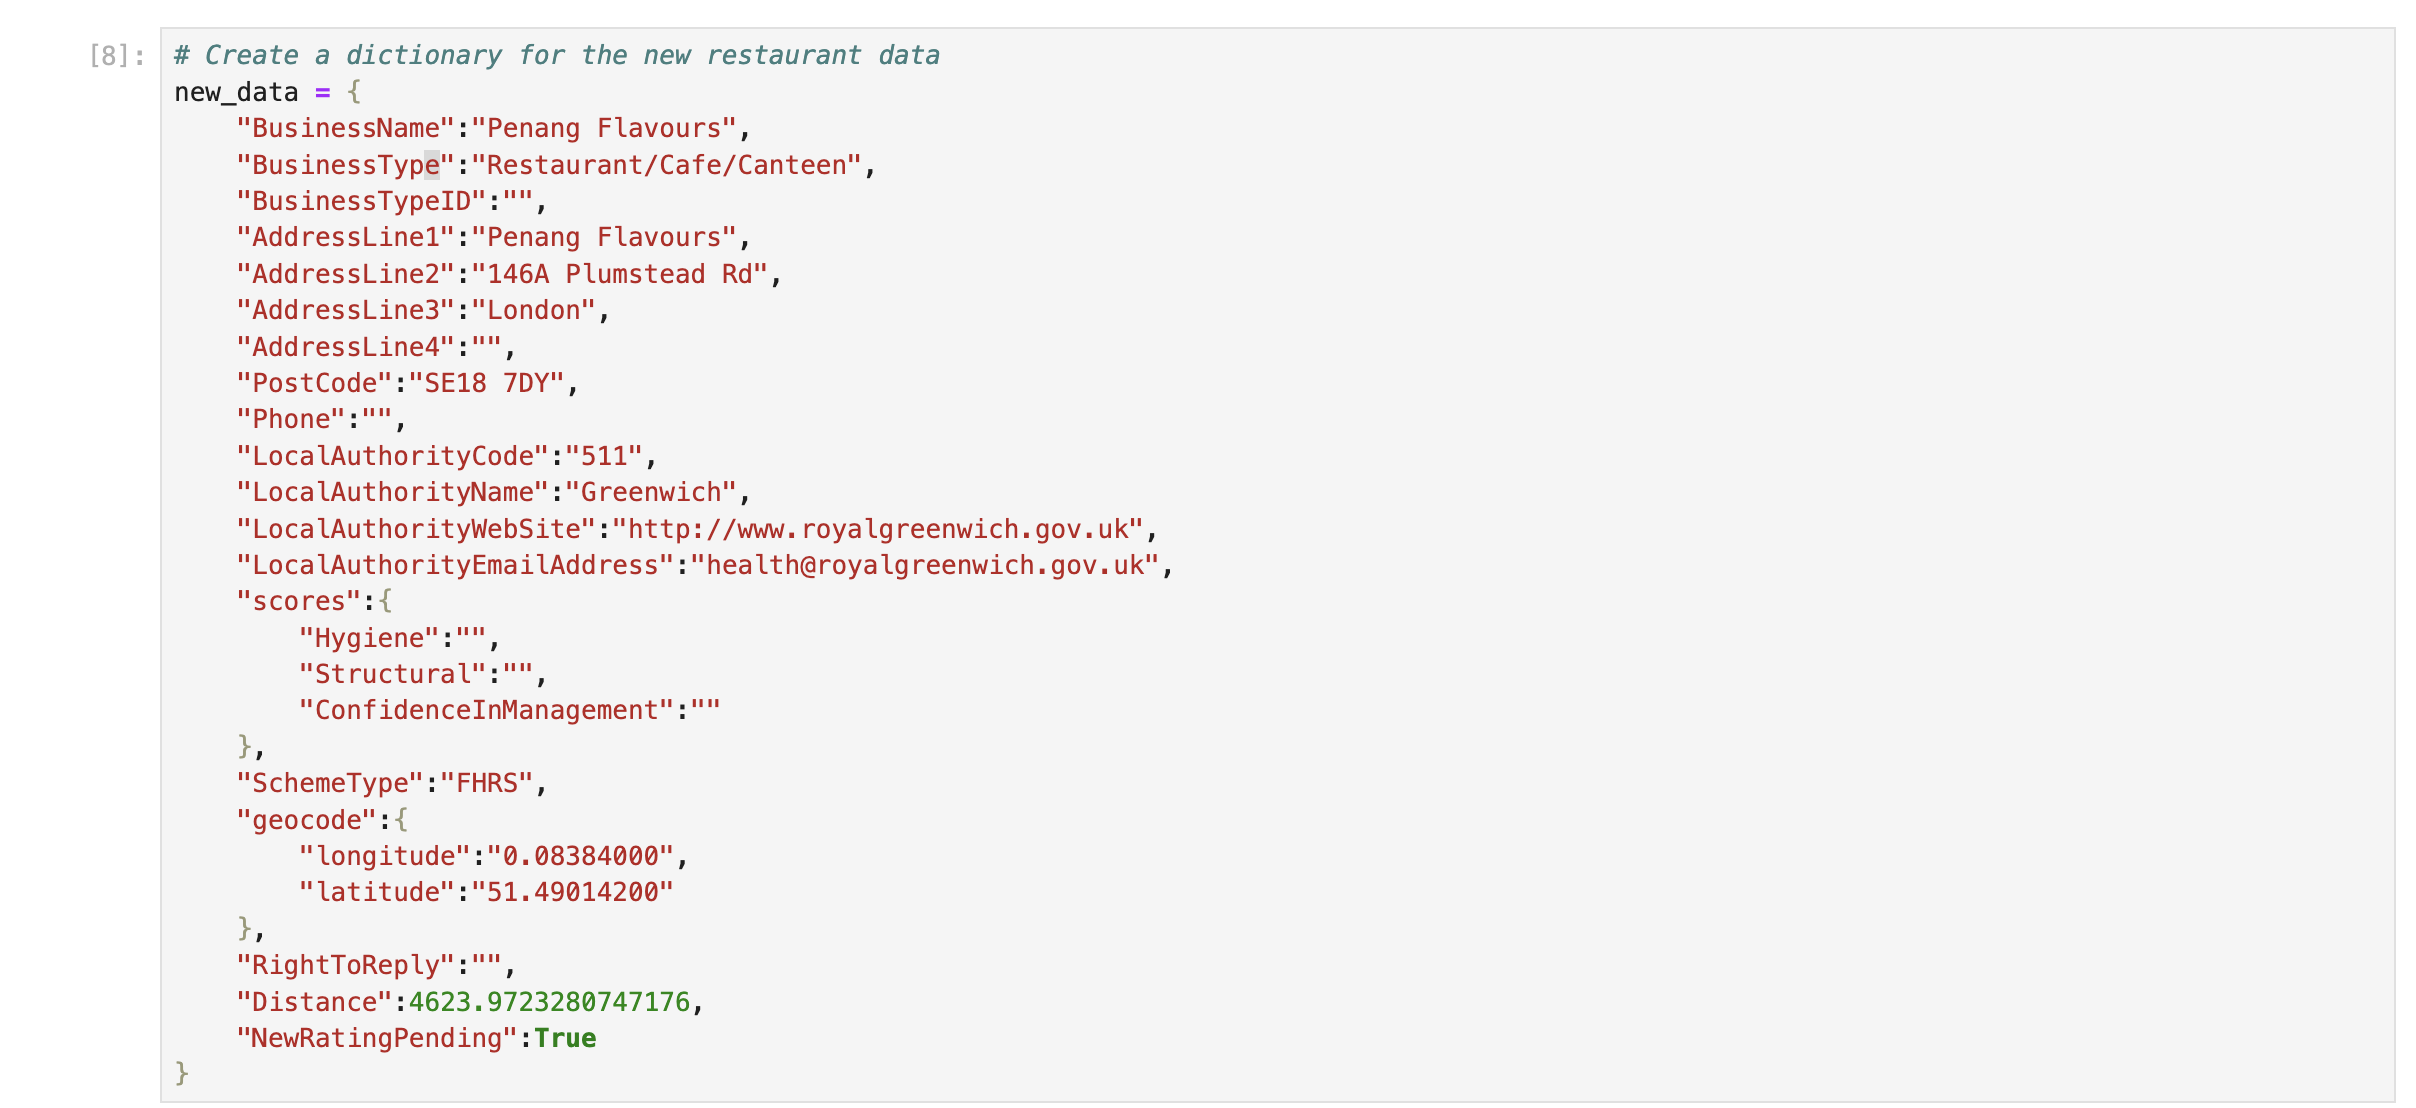 [8]: # Create a dictionary for the new restaurant data
new_data = {
    "BusinessName":"Penang Flavours",
    "BusinessType":"Restaurant/Cafe/Canteen",
    "BusinessTypeID":"",
    "AddressLine1":"Penang Flavours",
    "AddressLine2":"146A Plumstead Rd",
    "AddressLine3":"London",
    "AddressLine4":"",
    "PostCode":"SE18 7DY",
    "Phone":"",
    "LocalAuthorityCode":"511",
    "LocalAuthorityName":"Greenwich",
    "LocalAuthorityWebSite":"http://www.royalgreenwich.gov.uk",
    "LocalAuthorityEmailAddress":"health@royalgreenwich.gov.uk",
    "scores":{
        "Hygiene":"",
        "Structural":"",
        "ConfidenceInManagement":""
    },
    "SchemeType":"FHRS",
    "geocode":{
        "longitude":"0.08384000",
        "latitude":"51.49014200"
    },
    "RightToReply":"",
    "Distance":4623.9723280747176,
    "NewRatingPending":True
}